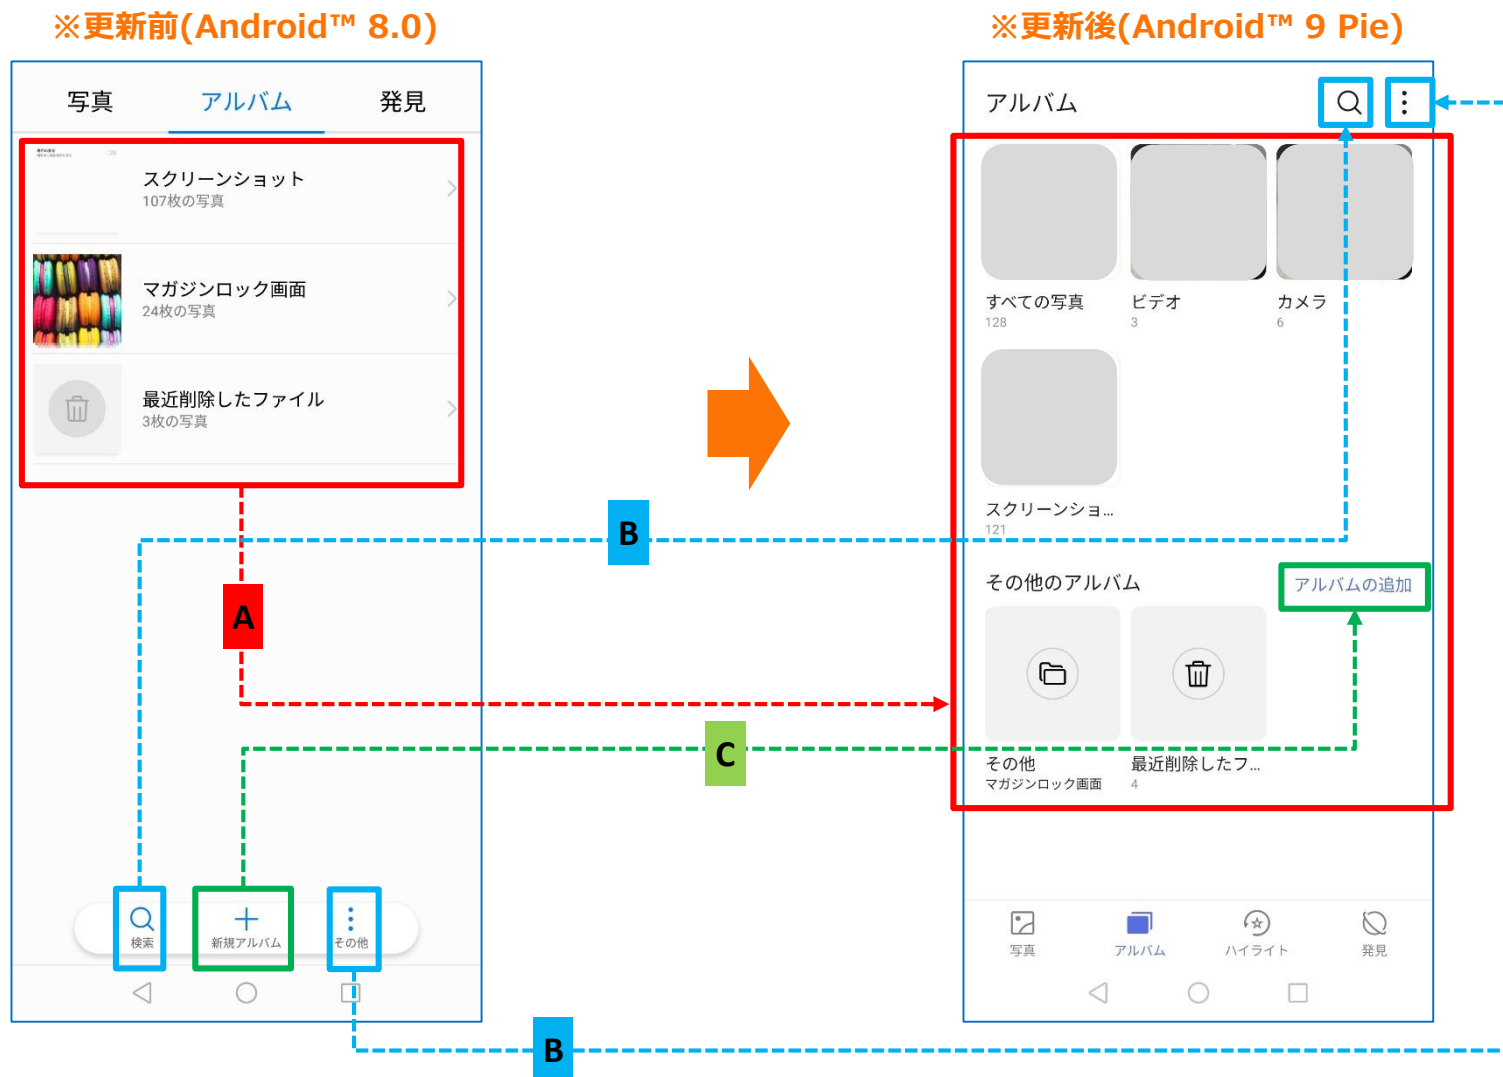 ※更新前(Android™ 8.0)
※更新後(Android™ 9 Pie)
写真 アルバム 発見
スクリーンショット
107枚の写真
マガジンロック画面
24枚の写真
最近削除したファイル
3枚の写真
A
B
C
検索
新規アルバム
その他
B
アルバム
すべての写真
128
ビデオ
3
カメラ
6
スクリーンショ...
121
その他のアルバム
アルバムの追加
その他
マガジンロック画面
最近削除したフ...
4
写真
アルバム
ハイライト
発見